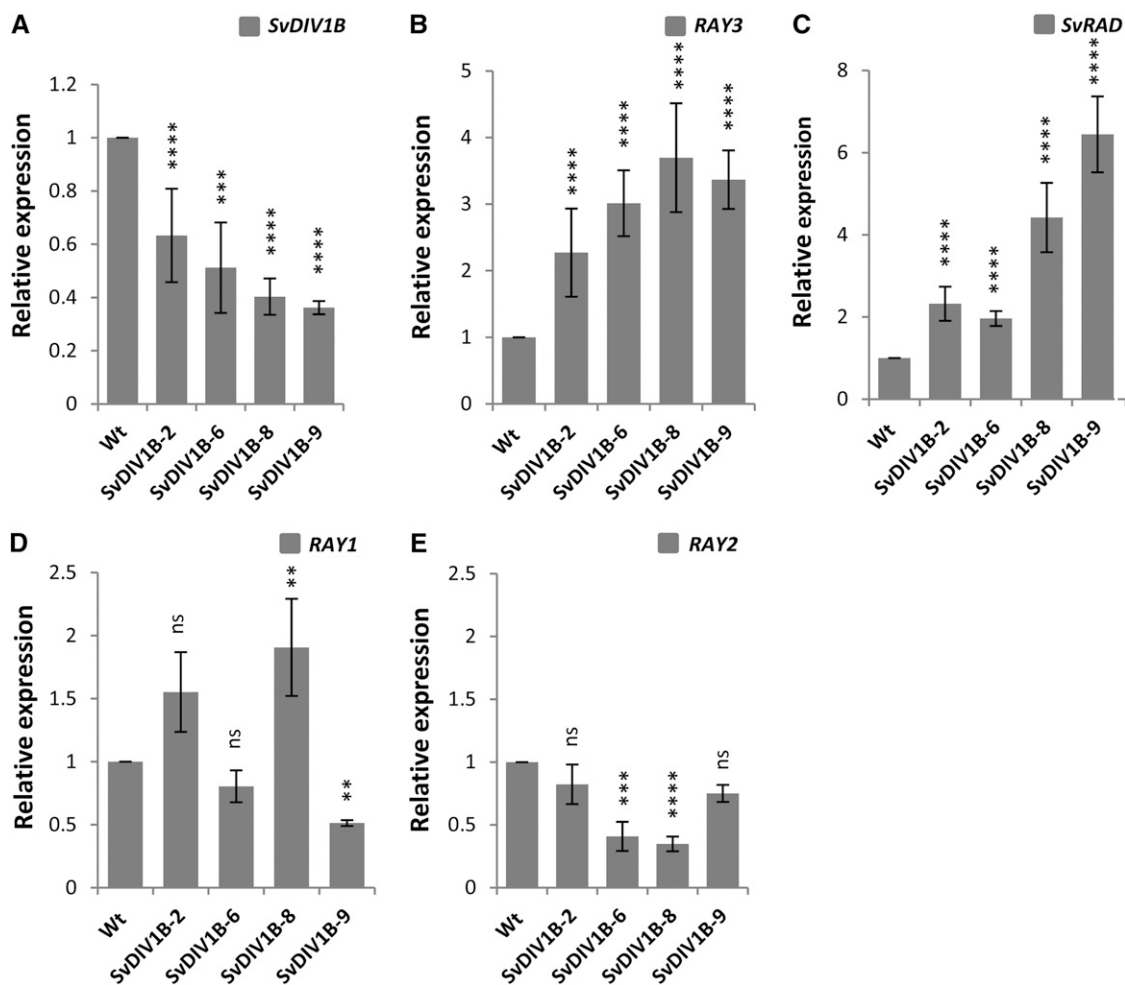 A
SvDIV1B
Relative expression
1.2
1
0.8
0.6
0.4
0.2
0
****
***
****
****
Wt
SvDIV1B-2
SvDIV1B-6
SvDIV1B-8
SvDIV1B-9
B
RAY3
Relative expression
5
4
3
2
1
0
****
****
****
****
Wt
SvDIV1B-2
SvDIV1B-6
SvDIV1B-8
SvDIV1B-9
C
SvRAD
Relative expression
8
6
4
2
0
****
****
****
****
Wt
SvDIV1B-2
SvDIV1B-6
SvDIV1B-8
SvDIV1B-9
D
RAY1
Relative expression
2.5
2
1.5
1
0.5
0
ns
ns
**
**
Wt
SvDIV1B-2
SvDIV1B-6
SvDIV1B-8
SvDIV1B-9
E
RAY2
Relative expression
2.5
2
1.5
1
0.5
0
ns
***
****
ns
Wt
SvDIV1B-2
SvDIV1B-6
SvDIV1B-8
SvDIV1B-9